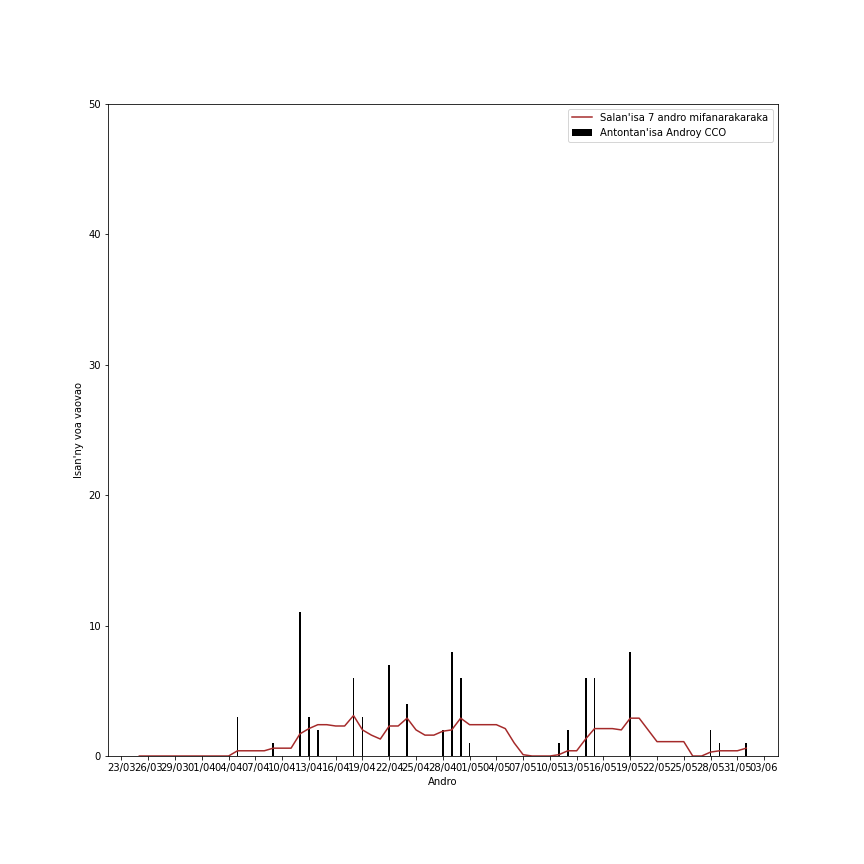 50
Salan'isa 7 andro mifanarakaraka
Antontan'isa Androy CCO
40
30
20
10
0
Isan'ny voa vaovao
23/03 26/03 29/03 01/04 04/04 07/04 10/04 13/04 16/04 19/04 22/04 25/04 28/04 01/05 04/05 07/05 10/05 13/05 16/05 19/05 22/05 25/05 28/05 31/05 03/06
Andro